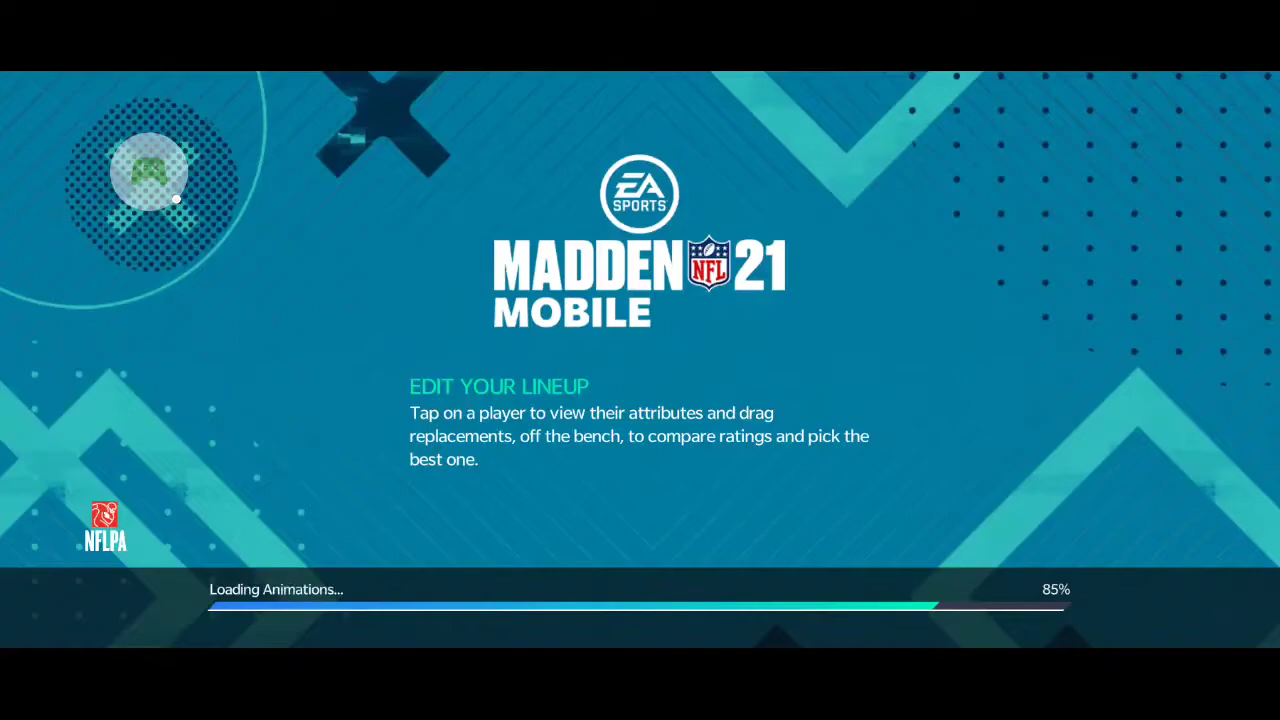 EA
SPORTS
MADDEN NFL 21
MOBILE
EDIT YOUR LINEUP
Tap on a player to view their attributes and drag
replacements, off the bench, to compare ratings and pick the
best one.
NFLPA
Loading Animations... 85%